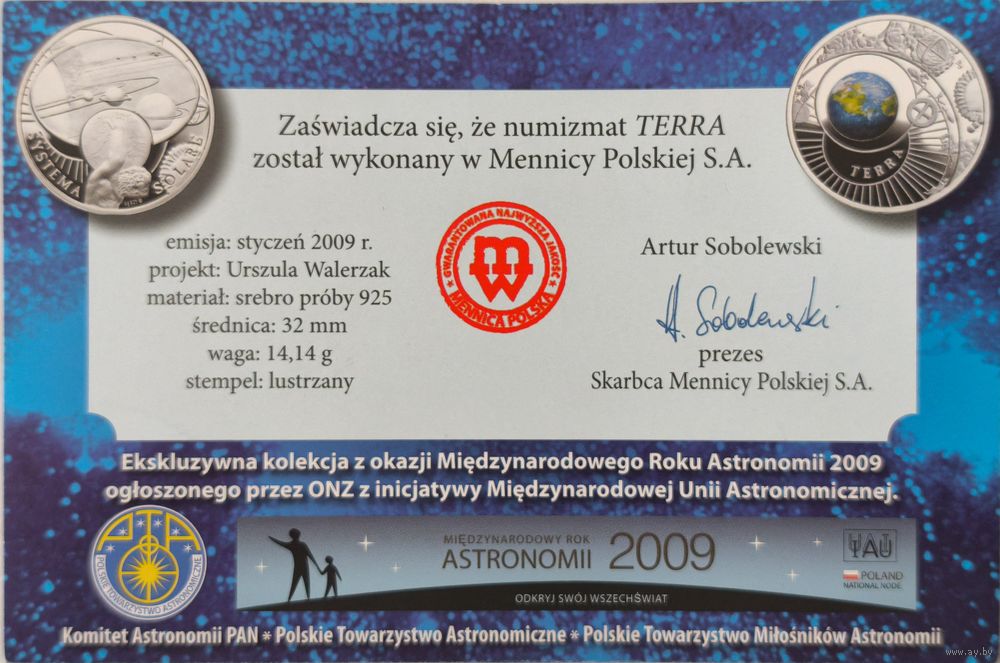 SYSTEMA SOLARE
TERRA
Zaświadcza się, że numizmat TERRA
został wykonany w Mennicy Polskiej S.A.
emisja: styczeń 2009 r.
projekt: Urszula Walerzak
materiał: srebro próby 925
średnica: 32 mm
waga: 14,14 g
stempel: lustrzany
GWARANTOWANA NAJWYŻSZA JAKOŚĆ
MENNICA POLSKA
Artur Sobolewski
A. Sobolewski
prezes
Skarbca Mennicy Polskiej S.A.
Ekskluzywna kolekcja z okazji Międzynarodowego Roku Astronomii 2009
ogłoszonego przez ONZ z inicjatywy Międzynarodowej Unii Astronomicznej.
PTA
POLSKIE TOWARZYSTWO ASTRONOMICZNE
MIĘDZYNARODOWY ROK
ASTRONOMII 2009
ODKRYJ SWÓJ WSZECHŚWIAT
IAU
POLAND
NATIONAL NODE
Komitet Astronomii PAN * Polskie Towarzystwo Astronomiczne * Polskie Towarzystwo Miłośników Astronomii
www.ay.by